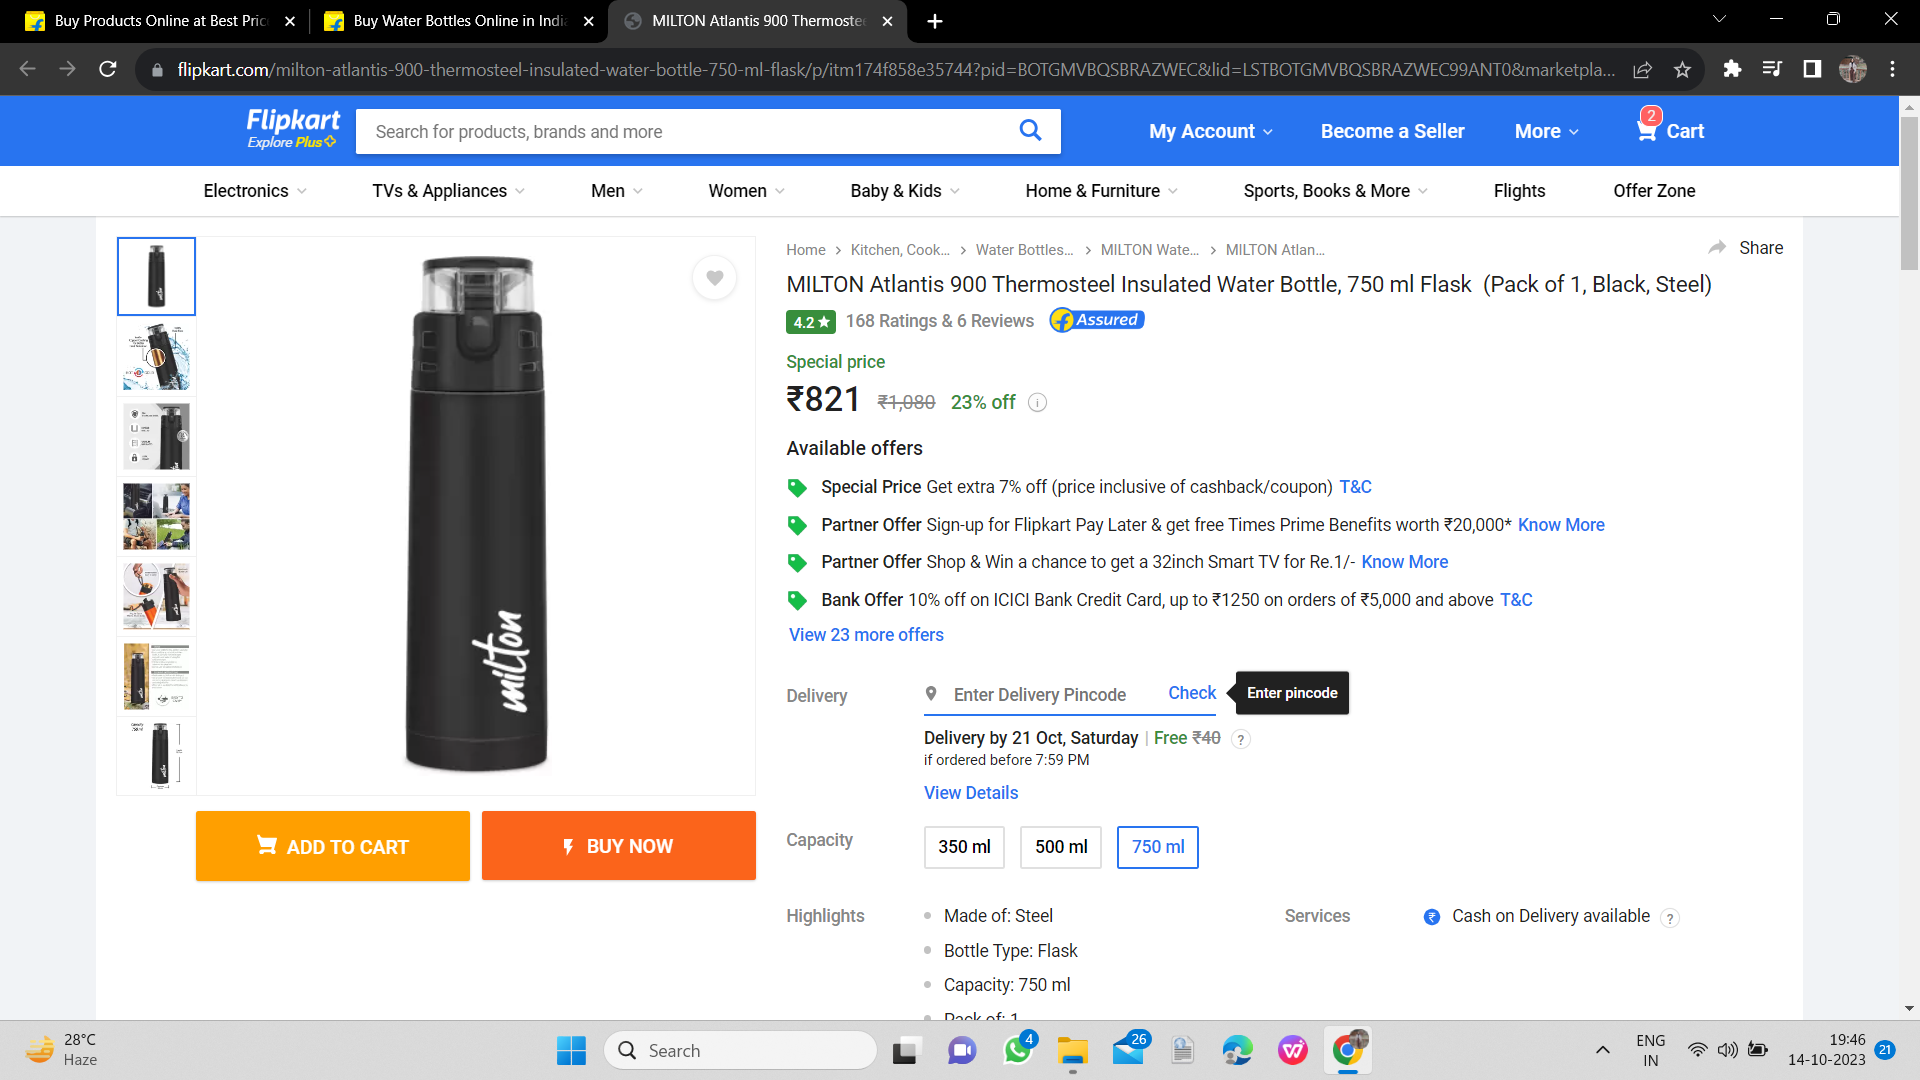 Buy Products Online at Best Pric
Buy Water Bottles Online in India
MILTON Atlantis 900 Thermostee
flipkart.com/milton-atlantis-900-thermosteel-insulated-water-bottle-750-ml-flask/p/itm174f858e35744?pid=BOTGMVBQSBRAZWEC&lid=LSTBOTGMVBQSBRAZWEC99ANT0&marketpla...
Flipkart
Explore Plus
Search for products, brands and more
My Account
Become a Seller
More
2
Cart
Electronics
TVs & Appliances
Men
Women
Baby & Kids
Home & Furniture
Sports, Books & More
Flights
Offer Zone
milton
Home > Kitchen, Cook... > Water Bottles... > MILTON Wate... > MILTON Atlan...
Share
MILTON Atlantis 900 Thermosteel Insulated Water Bottle, 750 ml Flask (Pack of 1, Black, Steel)
4.2★ 168 Ratings & 6 Reviews Assured
Special price
₹821 ₹1,080 23% off
Available offers
Special Price Get extra 7% off (price inclusive of cashback/coupon) T&C
Partner Offer Sign-up for Flipkart Pay Later & get free Times Prime Benefits worth ₹20,000* Know More
Partner Offer Shop & Win a chance to get a 32inch Smart TV for Re.1/- Know More
Bank Offer 10% off on ICICI Bank Credit Card, up to ₹1250 on orders of ₹5,000 and above T&C
View 23 more offers
Delivery
Enter Delivery Pincode
Check
Enter pincode
Delivery by 21 Oct, Saturday | Free ₹40 ?
if ordered before 7:59 PM
View Details
ADD TO CART
BUY NOW
Capacity
350 ml
500 ml
750 ml
Highlights
Made of: Steel
Bottle Type: Flask
Capacity: 750 ml
Pack of: 1
Services
₹ Cash on Delivery available ?
28°C
Haze
Search
4
26
ENG
IN
19:46
14-10-2023
21